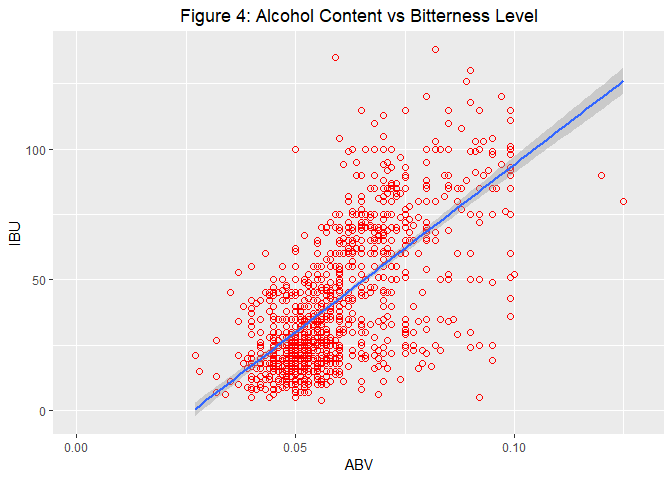 Figure 4: Alcohol Content vs Bitterness Level
IBU
100
50
0
0.00 0.05 0.10
ABV